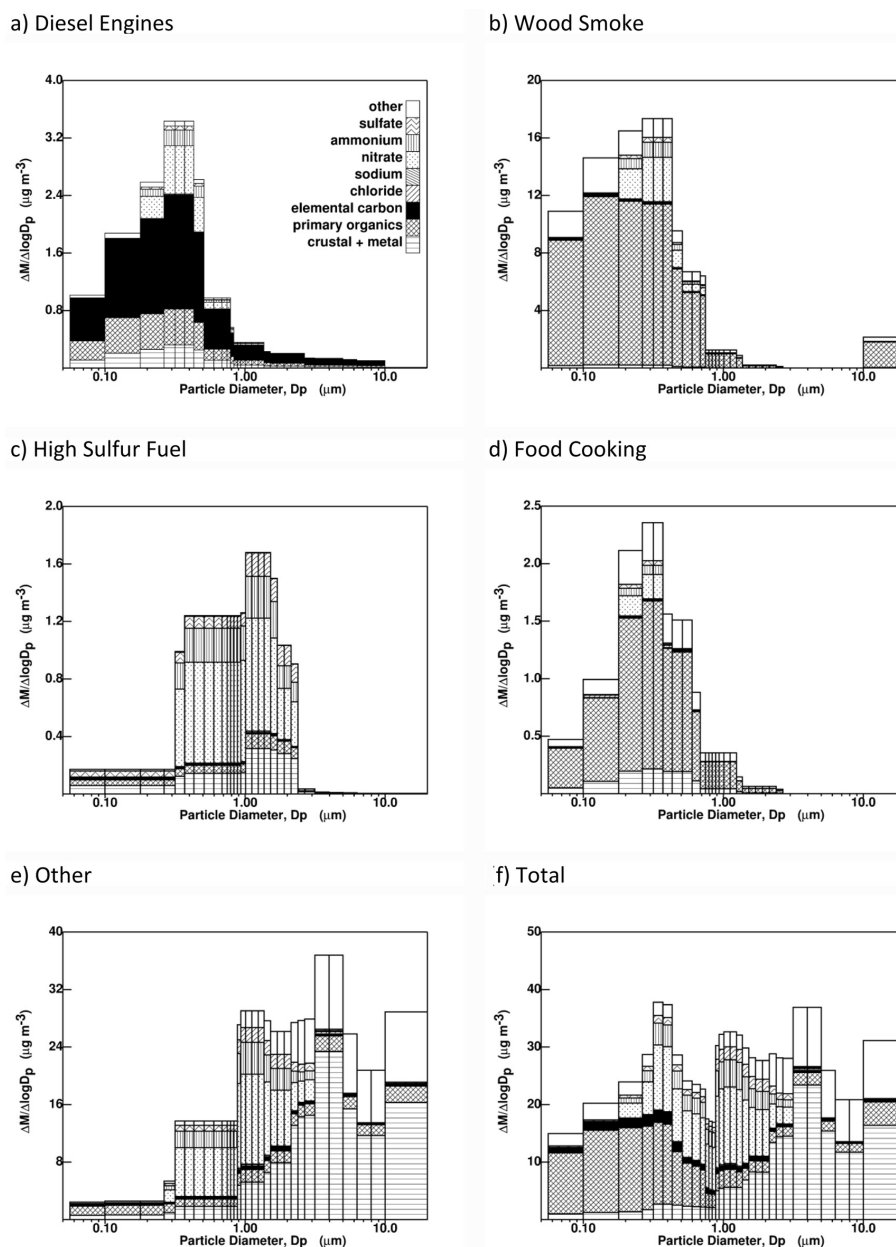 a) Diesel Engines
4.0
3.2
2.4
1.6
0.8
ΔM/ΔlogDp (μg m-3)
other
sulfate
ammonium
nitrate
sodium
chloride
elemental carbon
primary organics
crustal + metal
0.10 1.00 10.0
Particle Diameter, Dp (μm)
b) Wood Smoke
20
16
12
8
4
ΔM/ΔlogDp (μg m-3)
0.10 1.00 10.0
Particle Diameter, Dp (μm)
c) High Sulfur Fuel
2.0
1.6
1.2
0.8
0.4
ΔM/ΔlogDp (μg m-3)
0.10 1.00 10.0
Particle Diameter, Dp (μm)
d) Food Cooking
2.5
2.0
1.5
1.0
0.5
ΔM/ΔlogDp (μg m-3)
0.10 1.00 10.0
Particle Diameter, Dp (μm)
e) Other
40
32
24
16
8
ΔM/ΔlogDp (μg m-3)
0.10 1.00 10.0
Particle Diameter, Dp (μm)
f) Total
50
40
30
20
10
ΔM/ΔlogDp (μg m-3)
0.10 1.00 10.0
Particle Diameter, Dp (μm)